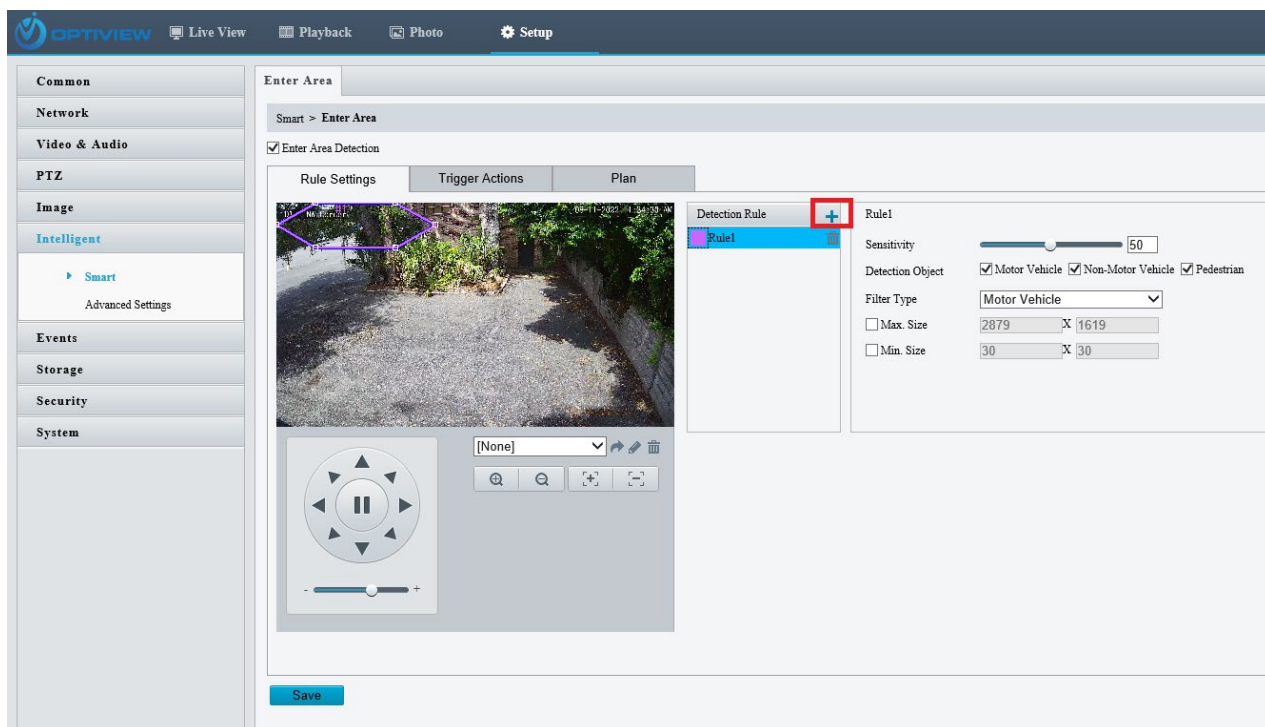 OPTIVIEW Live View Playback Photo Setup
Common
Network
Video & Audio
PTZ
Image
Intelligent
Smart
Advanced Settings
Events
Storage
Security
System
Enter Area
Smart > Enter Area
Enter Area Detection
Rule Settings Trigger Actions Plan
Detection Rule +
Rule1
Rule1
Sensitivity 50
Detection Object Motor Vehicle Non-Motor Vehicle Pedestrian
Filter Type Motor Vehicle
Max. Size 2879 X 1619
Min. Size 30 X 30
[None]
- +
Save